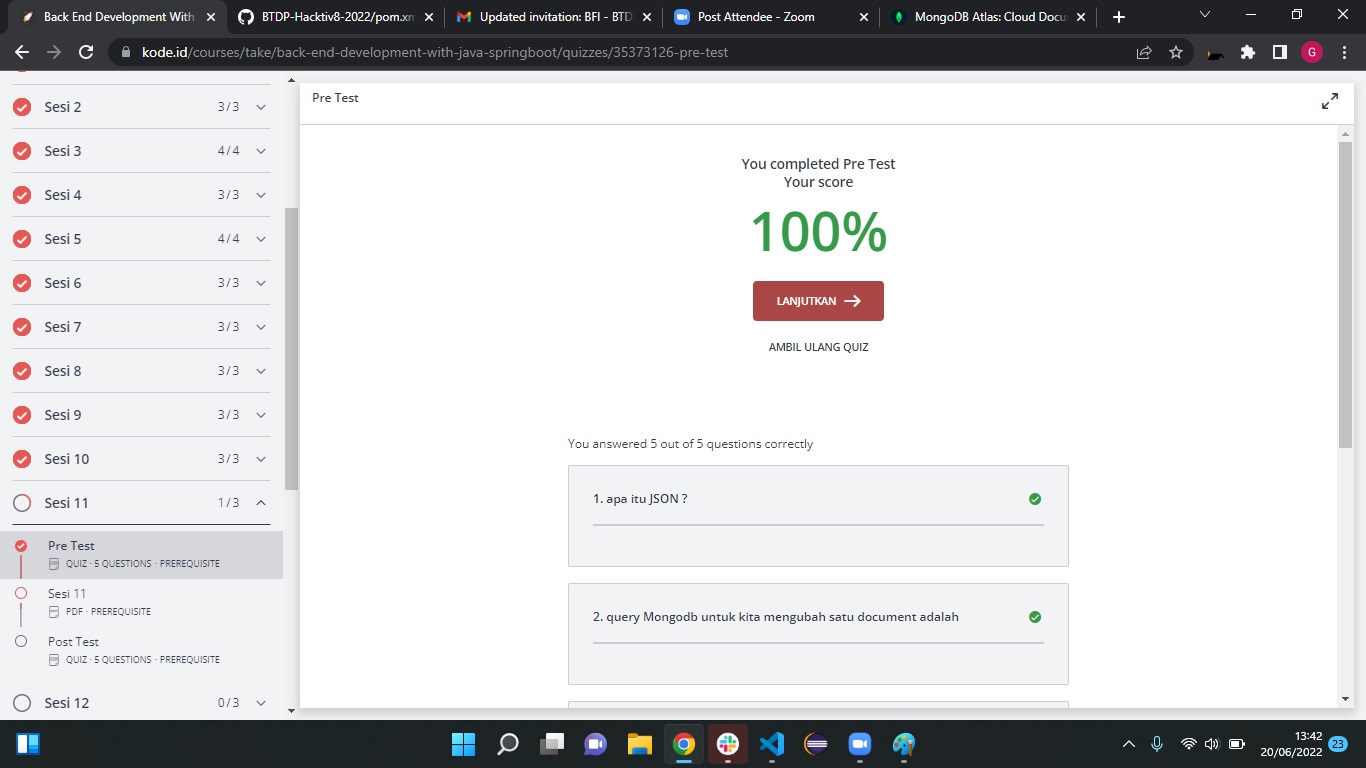 Back End Development With
BTDP-Hacktiv8-2022/pom.xm
Updated invitation: BFI - BTD
Post Attendee - Zoom
MongoDB Atlas: Cloud Docu
kode.id/courses/take/back-end-development-with-java-springboot/quizzes/35373126-pre-test
G
Sesi 2 3/3
Sesi 3 4/4
Sesi 4 3/3
Sesi 5 4/4
Sesi 6 3/3
Sesi 7 3/3
Sesi 8 3/3
Sesi 9 3/3
Sesi 10 3/3
Sesi 11 1/3
Pre Test
QUIZ · 5 QUESTIONS · PREREQUISITE
Sesi 11
PDF · PREREQUISITE
Post Test
QUIZ · 5 QUESTIONS · PREREQUISITE
Sesi 12 0/3
Pre Test
You completed Pre Test
Your score
100%
LANJUTKAN
AMBIL ULANG QUIZ
You answered 5 out of 5 questions correctly
1. apa itu JSON ?
2. query Mongodb untuk kita mengubah satu document adalah
13:42
20/06/2022
23